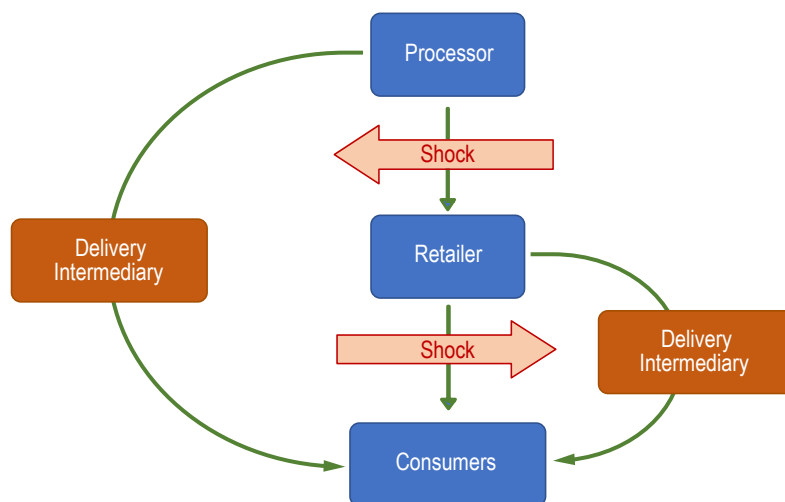 Processor
Shock
Delivery
Intermediary
Retailer
Shock
Delivery
Intermediary
Consumers